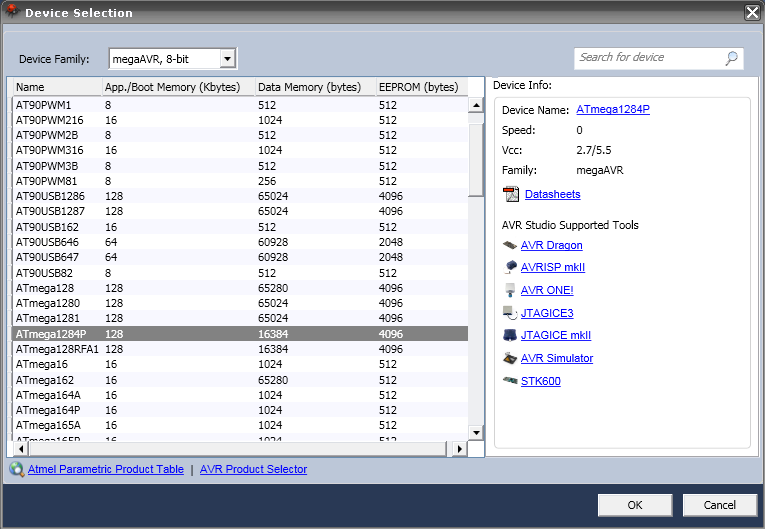 Device Selection
Device Family: megaAVR, 8-bit Search for device
Name App./Boot Memory (Kbytes) Data Memory (bytes) EEPROM (bytes)
AT90PWM1 8 512 512
AT90PWM216 16 1024 512
AT90PWM2B 8 512 512
AT90PWM316 16 1024 512
AT90PWM3B 8 512 512
AT90PWM81 8 256 512
AT90USB1286 128 65024 4096
AT90USB1287 128 65024 4096
AT90USB162 16 512 512
AT90USB646 64 60928 2048
AT90USB647 64 60928 2048
AT90USB82 8 512 512
ATmega128 128 65280 4096
ATmega1280 128 65024 4096
ATmega1281 128 65024 4096
ATmega1284P 128 16384 4096
ATmega128RFA1 128 16384 4096
ATmega16 16 1024 512
ATmega162 16 65280 512
ATmega164A 16 1024 512
ATmega164P 16 1024 512
ATmega165A 16 1024 512
ATmega165P 16 1024 512
Device Info:
Device Name: ATmega1284P
Speed: 0
Vcc: 2.7/5.5
Family: megaAVR
Datasheets
AVR Studio Supported Tools
AVR Dragon
AVRISP mkII
AVR ONE!
JTAGICE3
JTAGICE mkII
AVR Simulator
STK600
Atmel Parametric Product Table | AVR Product Selector
OK Cancel